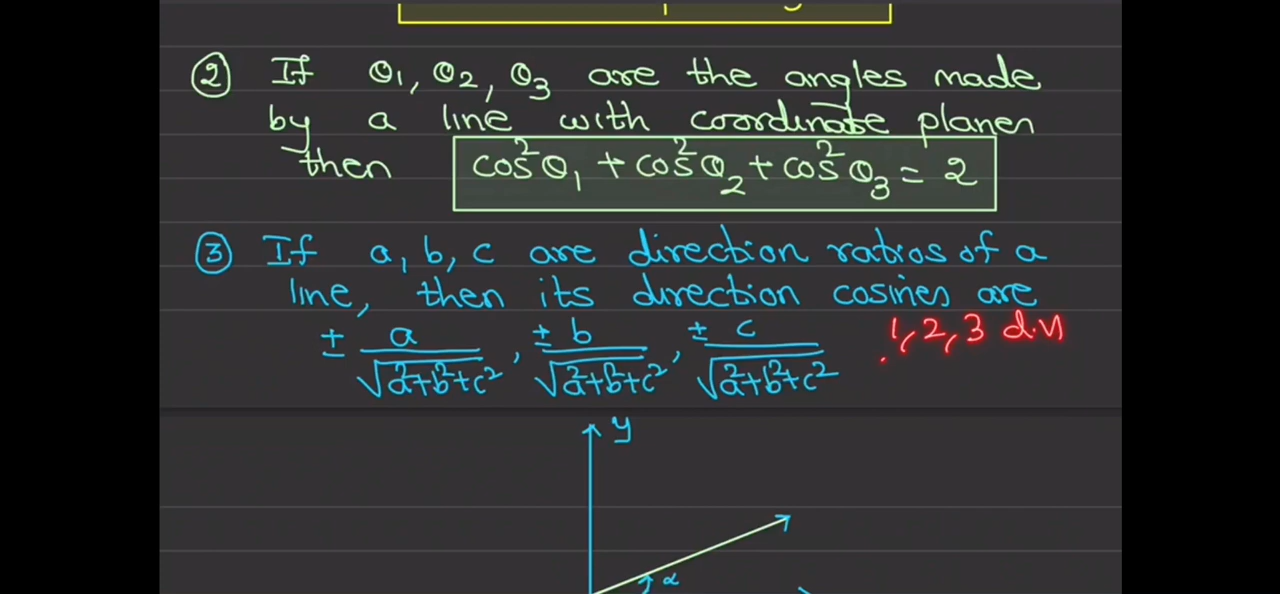 ② If θ₁, θ₂, θ₃ are the angles made
by a line with coordinate planes
then cos²θ₁ + cos²θ₂ + cos²θ₃ = 2
③ If a, b, c are direction ratios of a
line, then its direction cosines are
± a/√(a²+b²+c²), ± b/√(a²+b²+c²), ± c/√(a²+b²+c²) 1, 2, 3 d.r
y
α